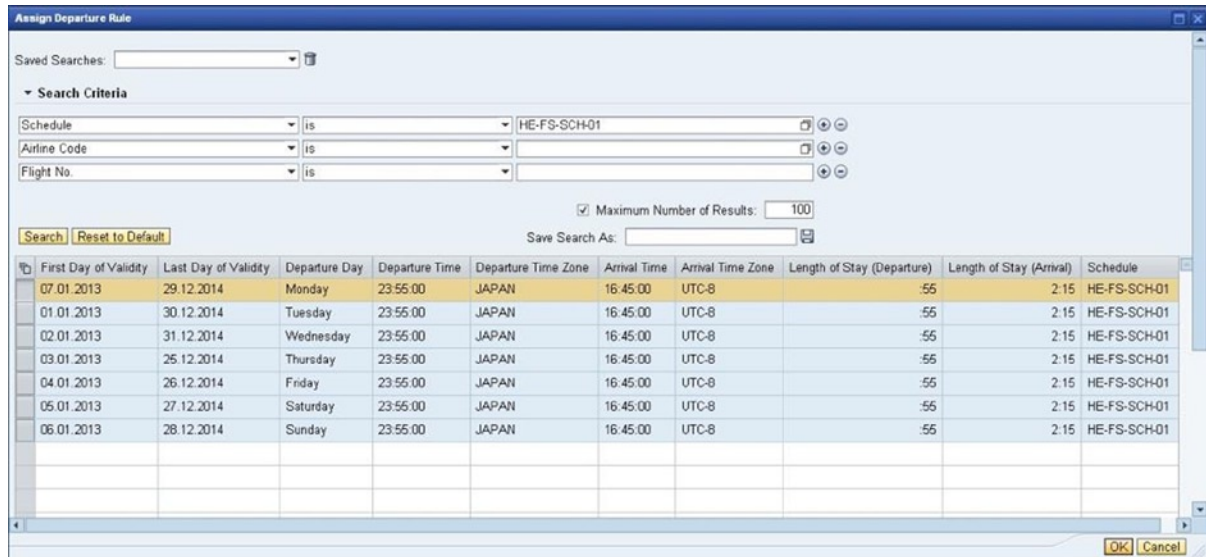 Assign Departure Rule
Saved Searches:
Search Criteria
Schedule is HE-FS-SCH-01
Airline Code is
Flight No. is
Maximum Number of Results: 100
Search Reset to Default Save Search As:
First Day of Validity Last Day of Validity Departure Day Departure Time Departure Time Zone Arrival Time Arrival Time Zone Length of Stay (Departure) Length of Stay (Arrival) Schedule
07.01.2013 29.12.2014 Monday 23:55:00 JAPAN 16:45:00 UTC-8 :55 2:15 HE-FS-SCH-01
01.01.2013 30.12.2014 Tuesday 23:55:00 JAPAN 16:45:00 UTC-8 :55 2:15 HE-FS-SCH-01
02.01.2013 31.12.2014 Wednesday 23:55:00 JAPAN 16:45:00 UTC-8 :55 2:15 HE-FS-SCH-01
03.01.2013 25.12.2014 Thursday 23:55:00 JAPAN 16:45:00 UTC-8 :55 2:15 HE-FS-SCH-01
04.01.2013 26.12.2014 Friday 23:55:00 JAPAN 16:45:00 UTC-8 :55 2:15 HE-FS-SCH-01
05.01.2013 27.12.2014 Saturday 23:55:00 JAPAN 16:45:00 UTC-8 :55 2:15 HE-FS-SCH-01
06.01.2013 28.12.2014 Sunday 23:55:00 JAPAN 16:45:00 UTC-8 :55 2:15 HE-FS-SCH-01
OK Cancel